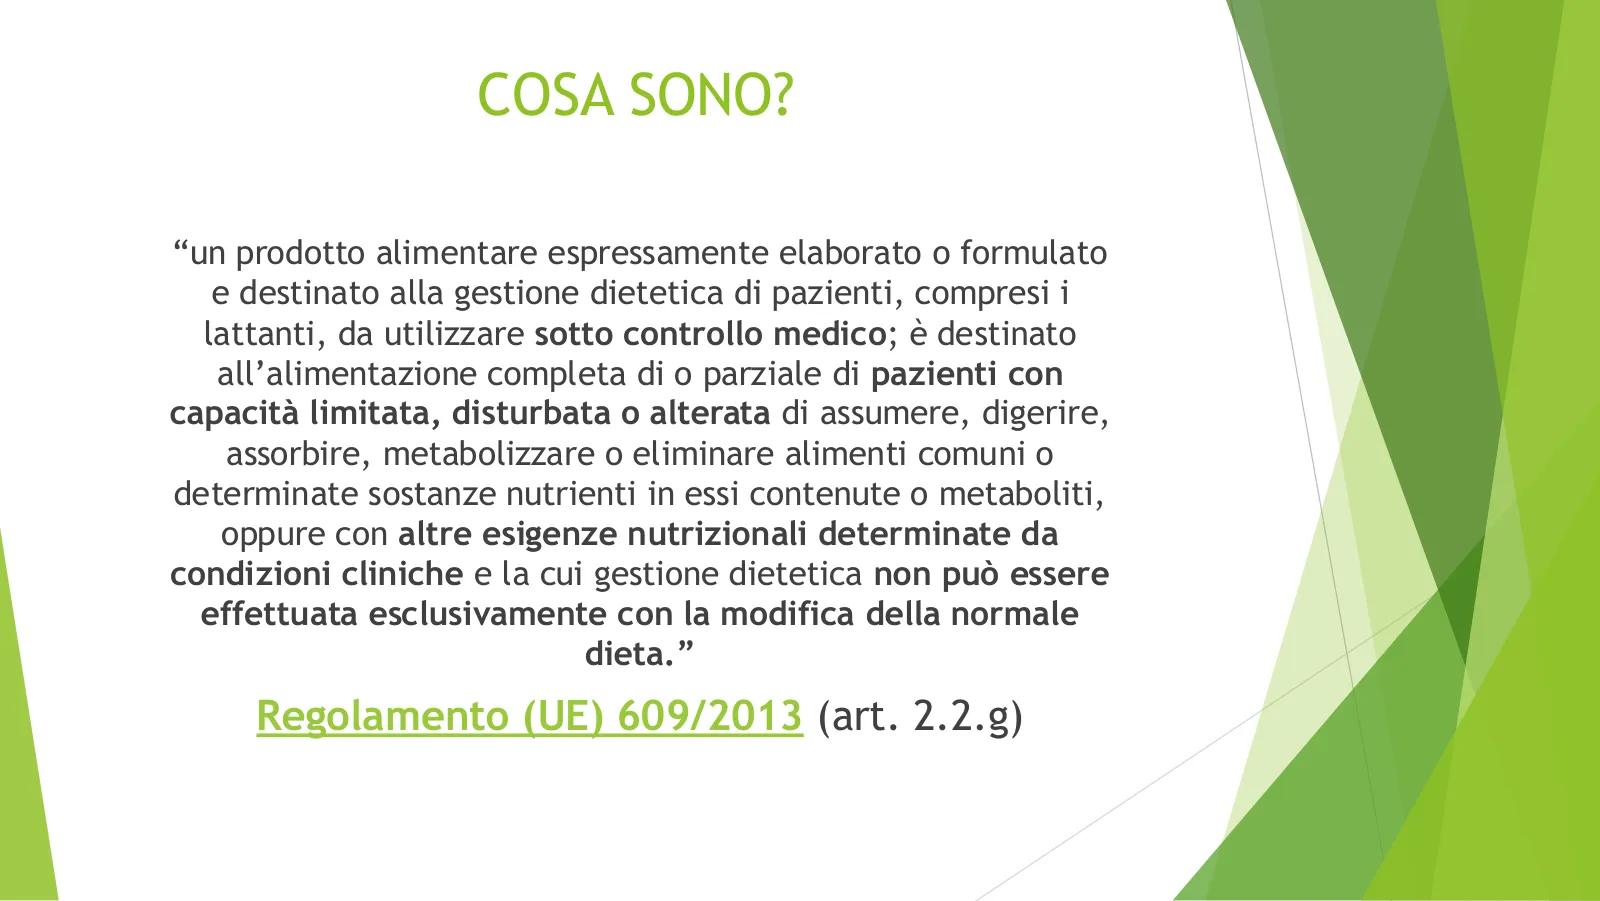 COSA SONO?
“un prodotto alimentare espressamente elaborato o formulato
e destinato alla gestione dietetica di pazienti, compresi i
lattanti, da utilizzare sotto controllo medico; è destinato
all’alimentazione completa di o parziale di pazienti con
capacità limitata, disturbata o alterata di assumere, digerire,
assorbire, metabolizzare o eliminare alimenti comuni o
determinate sostanze nutrienti in essi contenute o metaboliti,
oppure con altre esigenze nutrizionali determinate da
condizioni cliniche e la cui gestione dietetica non può essere
effettuata esclusivamente con la modifica della normale
dieta.”
Regolamento (UE) 609/2013 (art. 2.2.g)